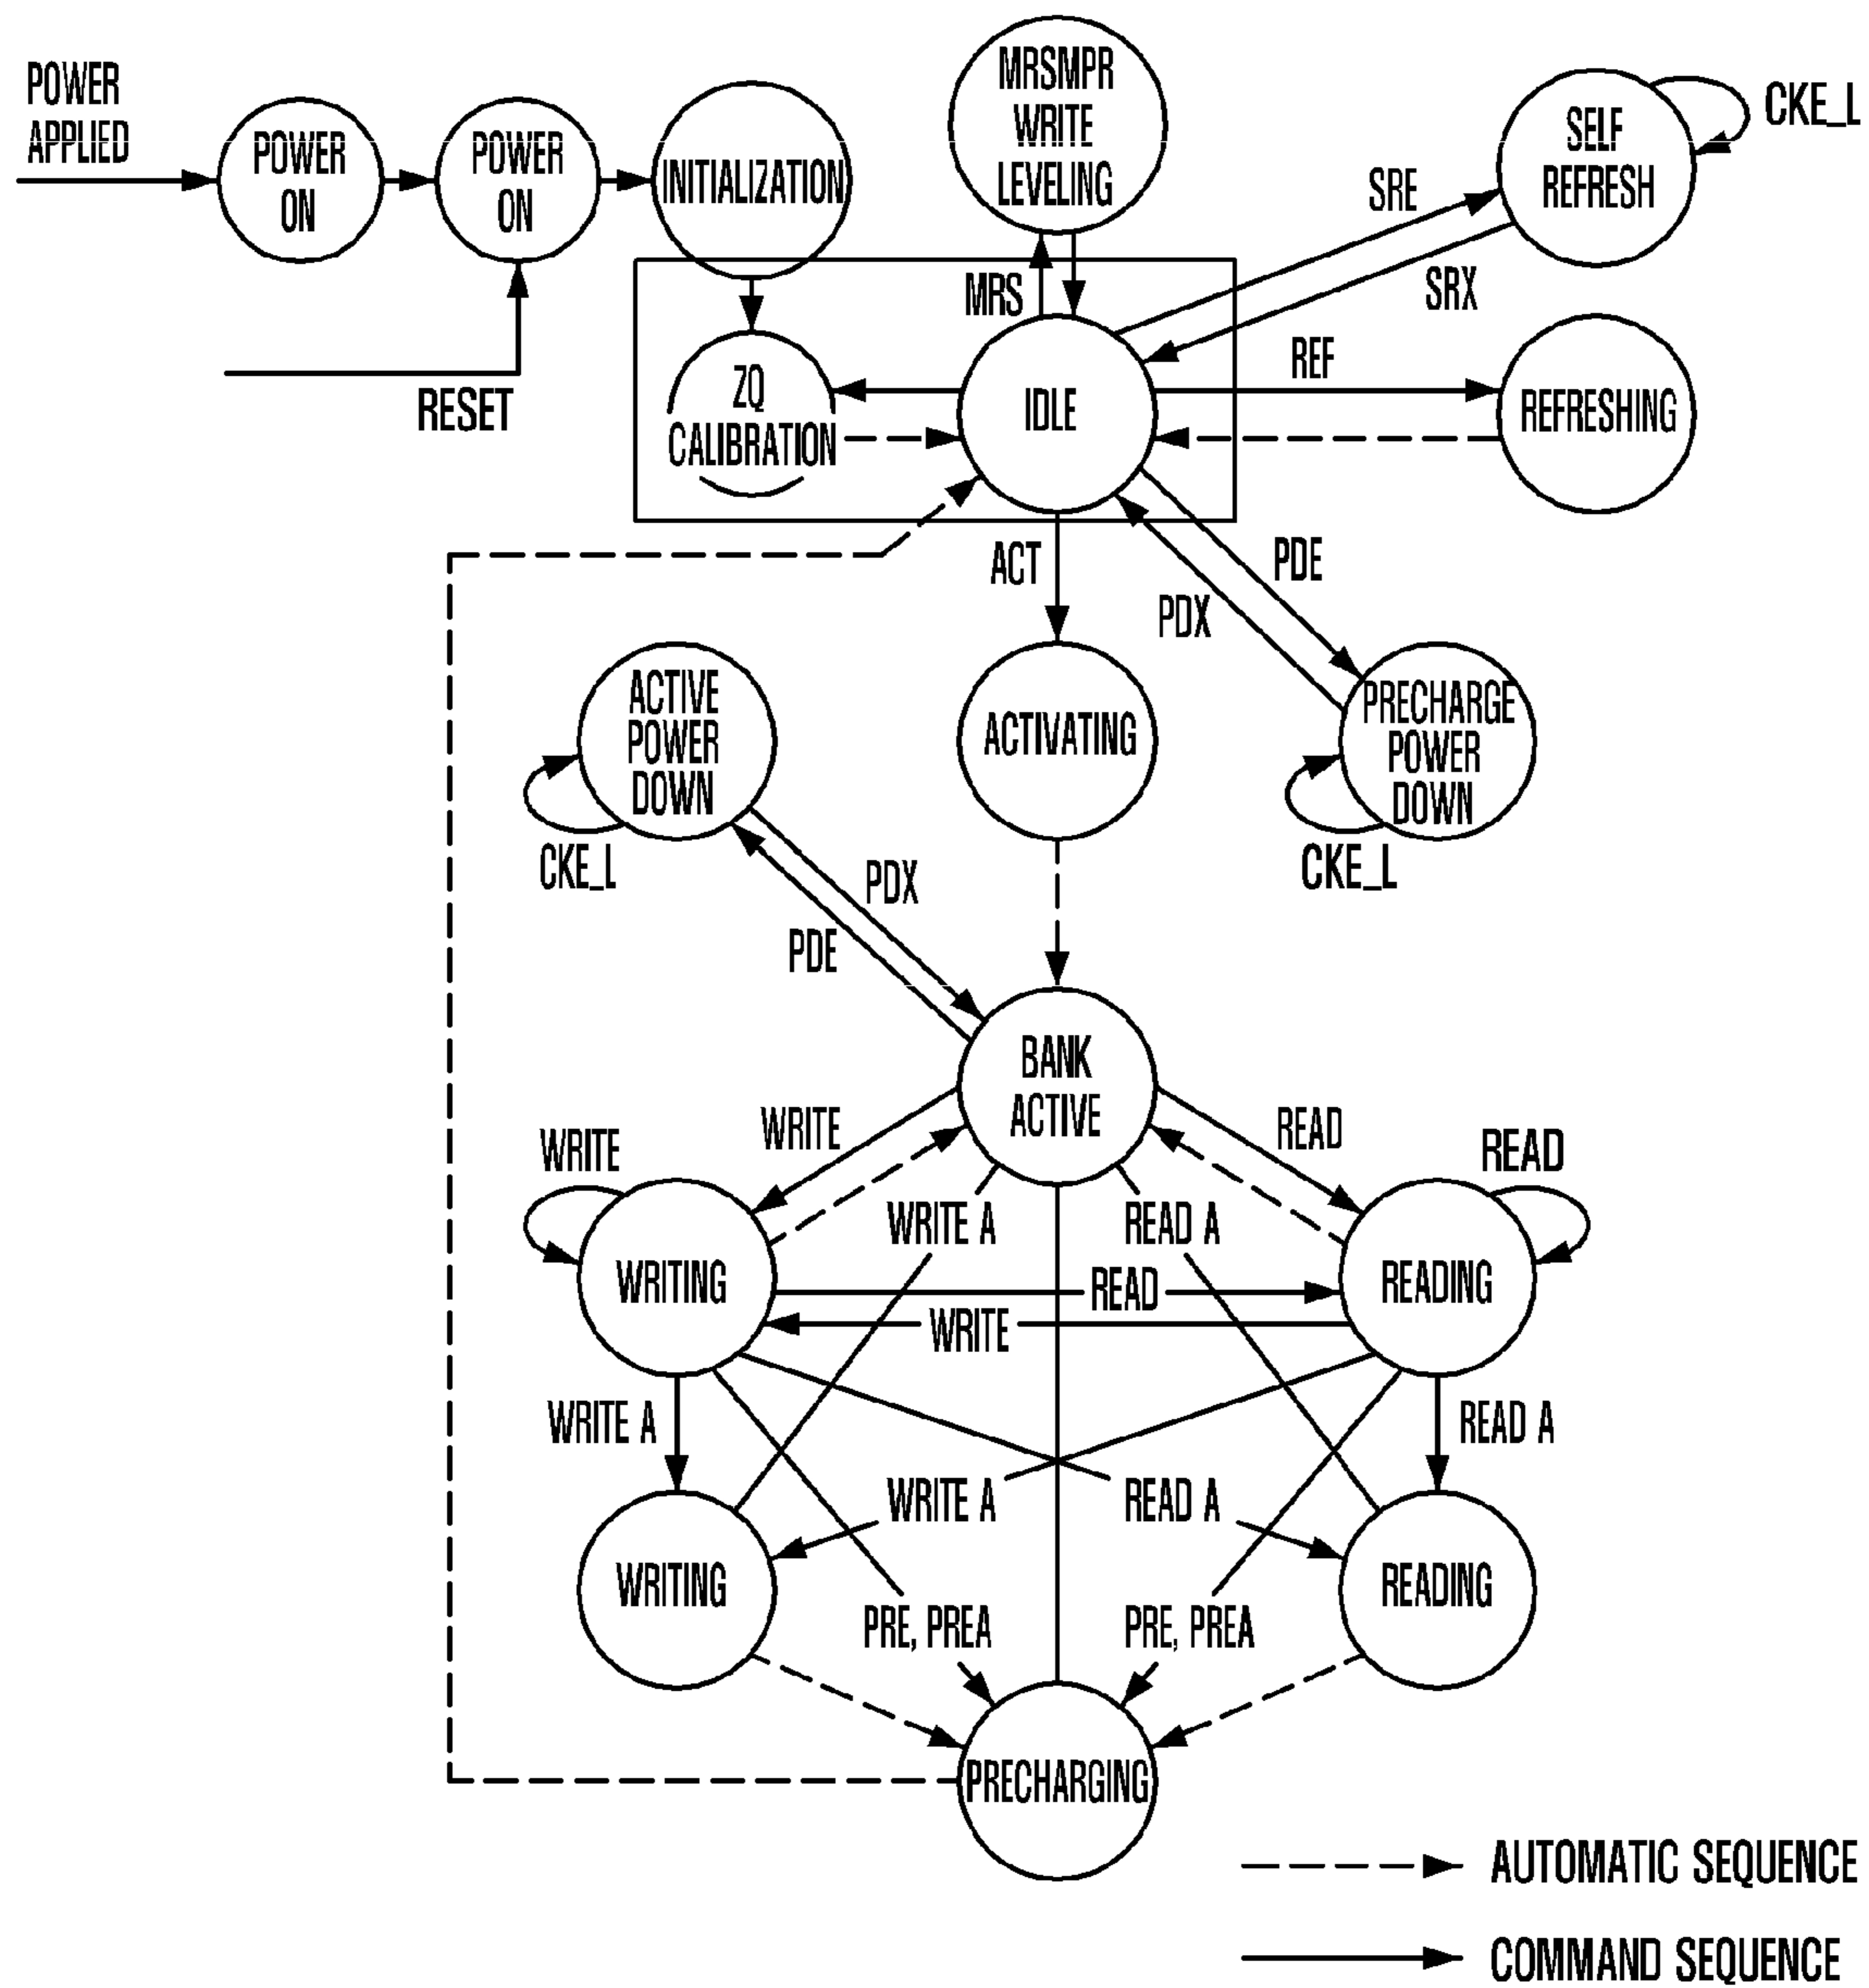 POWER
APPLIED
POWER
ON
POWER
ON
INITIALIZATION
MRSMPR
WRITE
LEVELING
SELF
REFRESH
CKE_L
SRE
SRX
MRS
RESET
ZQ
CALIBRATION
IDLE
REF
REFRESHING
ACT
PDE
PDX
ACTIVE
POWER
DOWN
CKE_L
ACTIVATING
PRECHARGE
POWER
DOWN
CKE_L
PDX
PDE
BANK
ACTIVE
WRITE
READ
WRITE
READ
WRITE A
READ A
WRITING
READ
WRITE
READING
WRITE A
READ A
WRITE A
READ A
WRITING
READING
PRE, PREA
PRE, PREA
PRECHARGING
AUTOMATIC SEQUENCE
COMMAND SEQUENCE